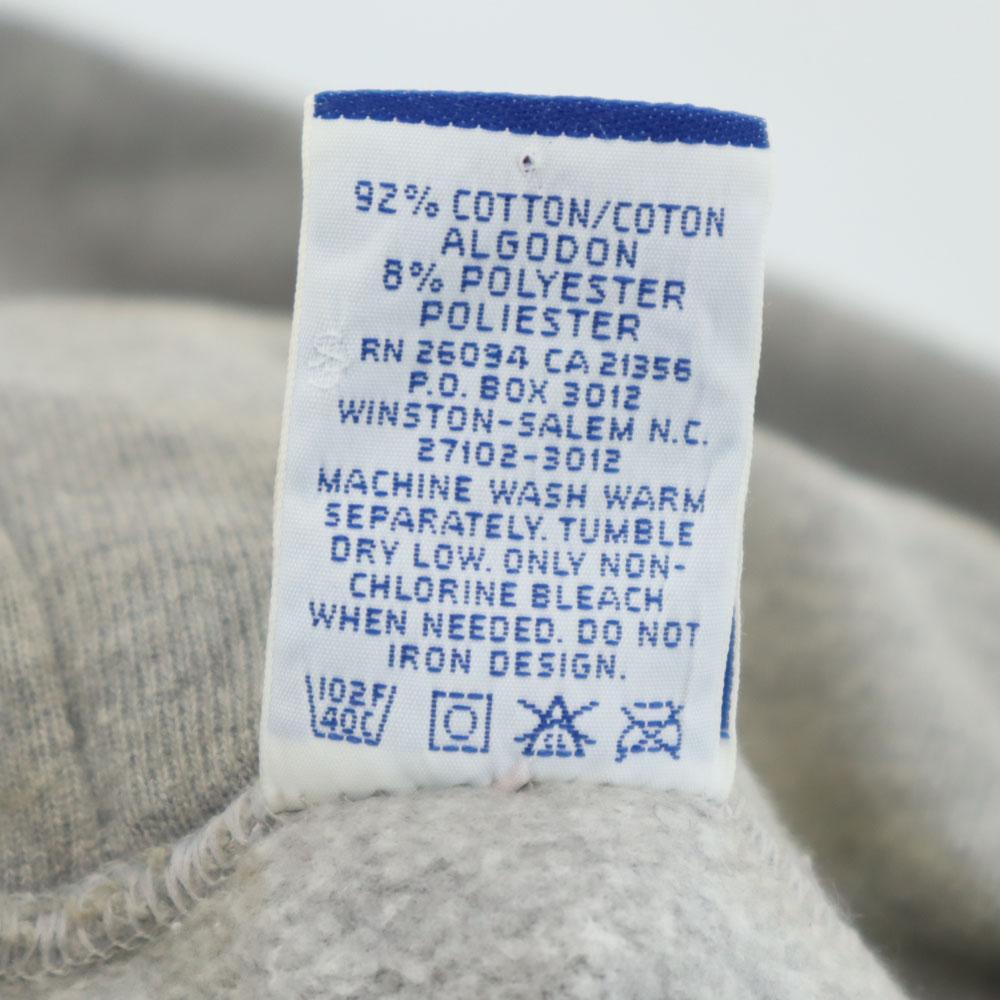 92% COTTON/COTON
ALGODON
8% POLYESTER
POLIESTER
RN 26094 CA 21356
P.O. BOX 3012
WINSTON-SALEM N.C.
27102-3012
MACHINE WASH WARM
SEPARATELY. TUMBLE
DRY LOW. ONLY NON-
CHLORINE BLEACH
WHEN NEEDED. DO NOT
IRON DESIGN.
102F
40C
CL